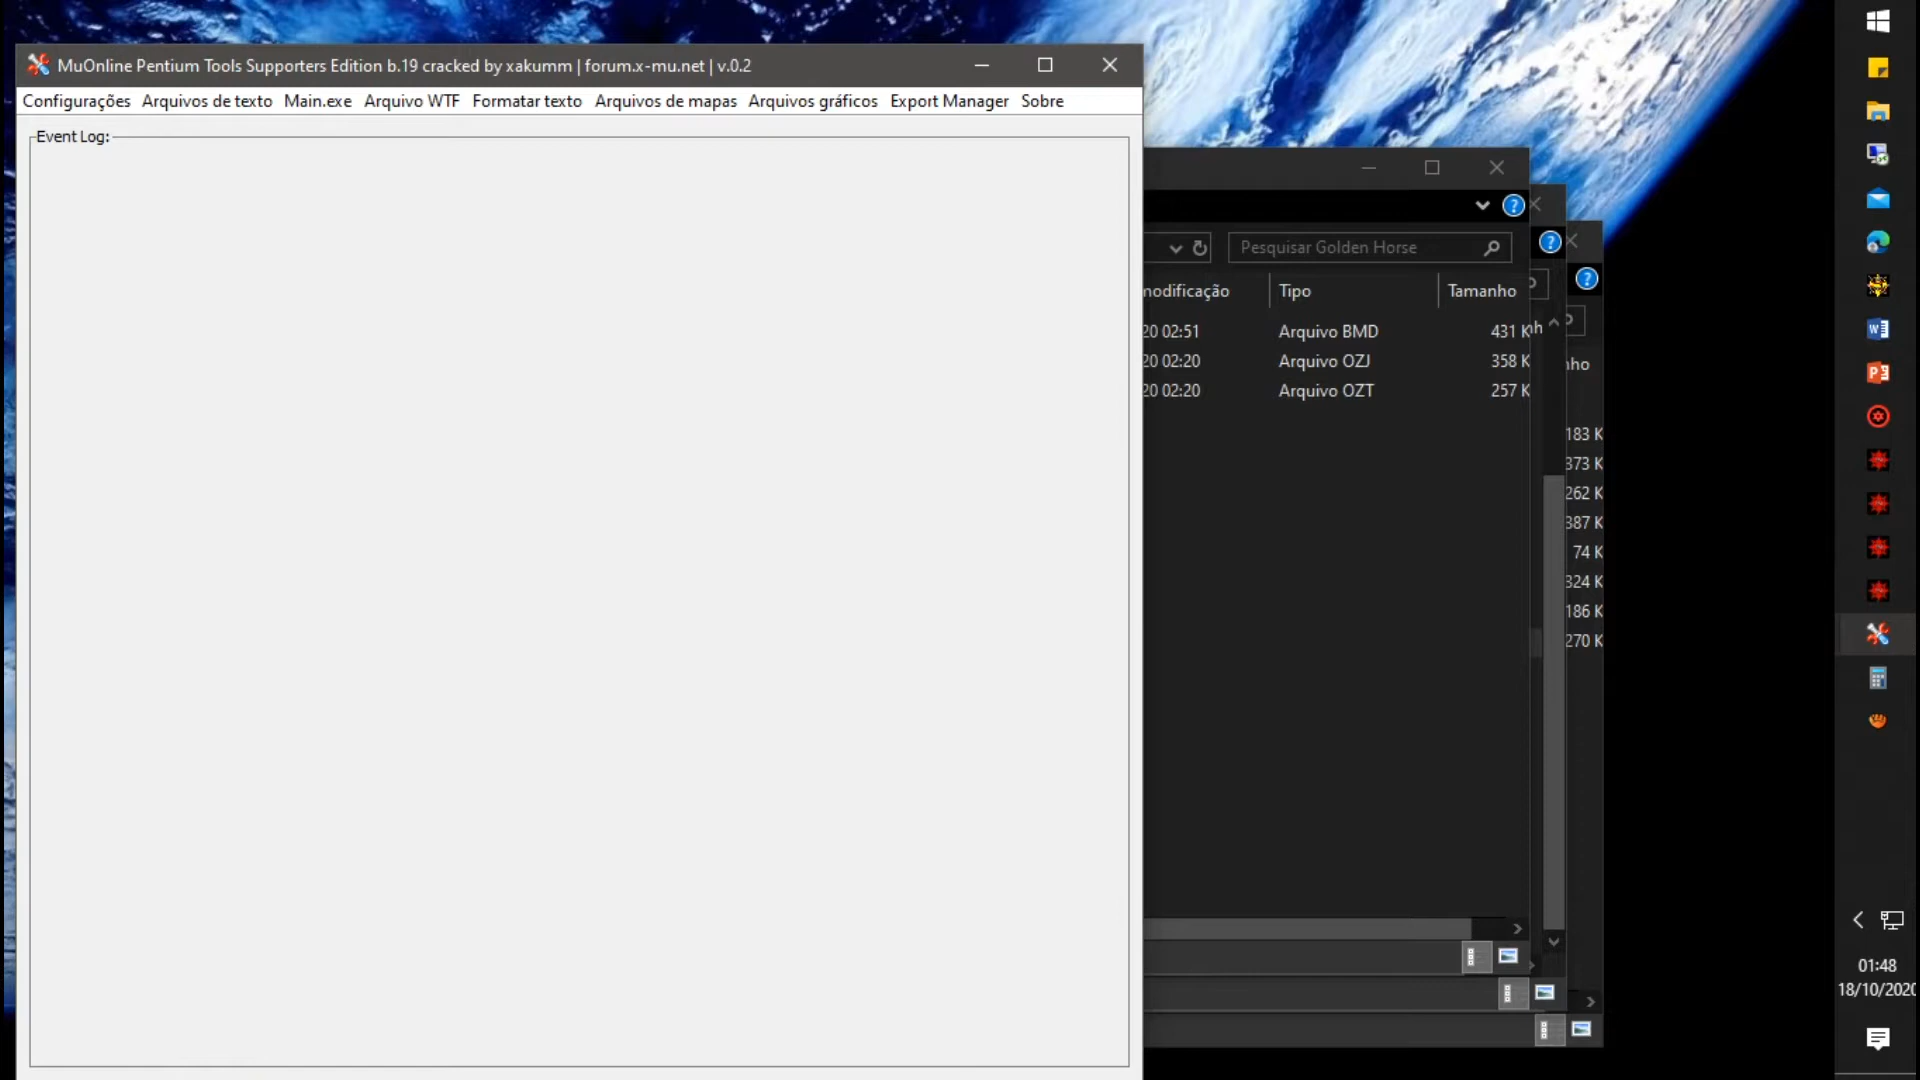 MuOnline Pentium Tools Supporters Edition b.19 cracked by xakumm | forum.x-mu.net | v.0.2
Configurações Arquivos de texto Main.exe Arquivo WTF Formatar texto Arquivos de mapas Arquivos gráficos Export Manager Sobre
Event Log:
Pesquisar Golden Horse
modificação Tipo Tamanho
20 02:51 Arquivo BMD 431 K
20 02:20 Arquivo OZJ 358 K
20 02:20 Arquivo OZT 257 K
nh
nho
183 K
373 K
262 K
387 K
74 K
324 K
186 K
270 K
01:48
18/10/2020